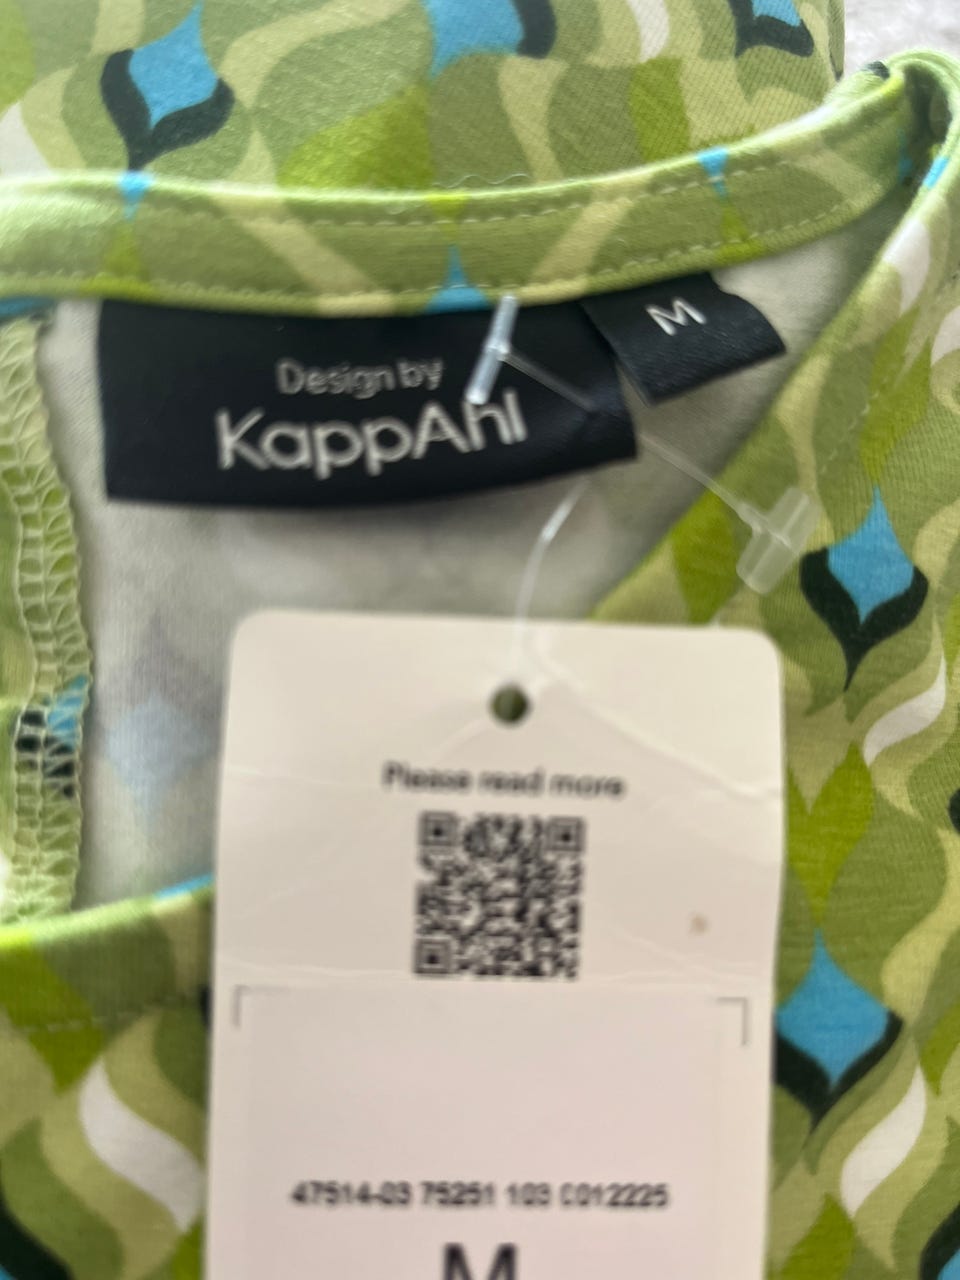 Design by
KappAhl
M
Please read more
47514-03 75251 103 C012225
M